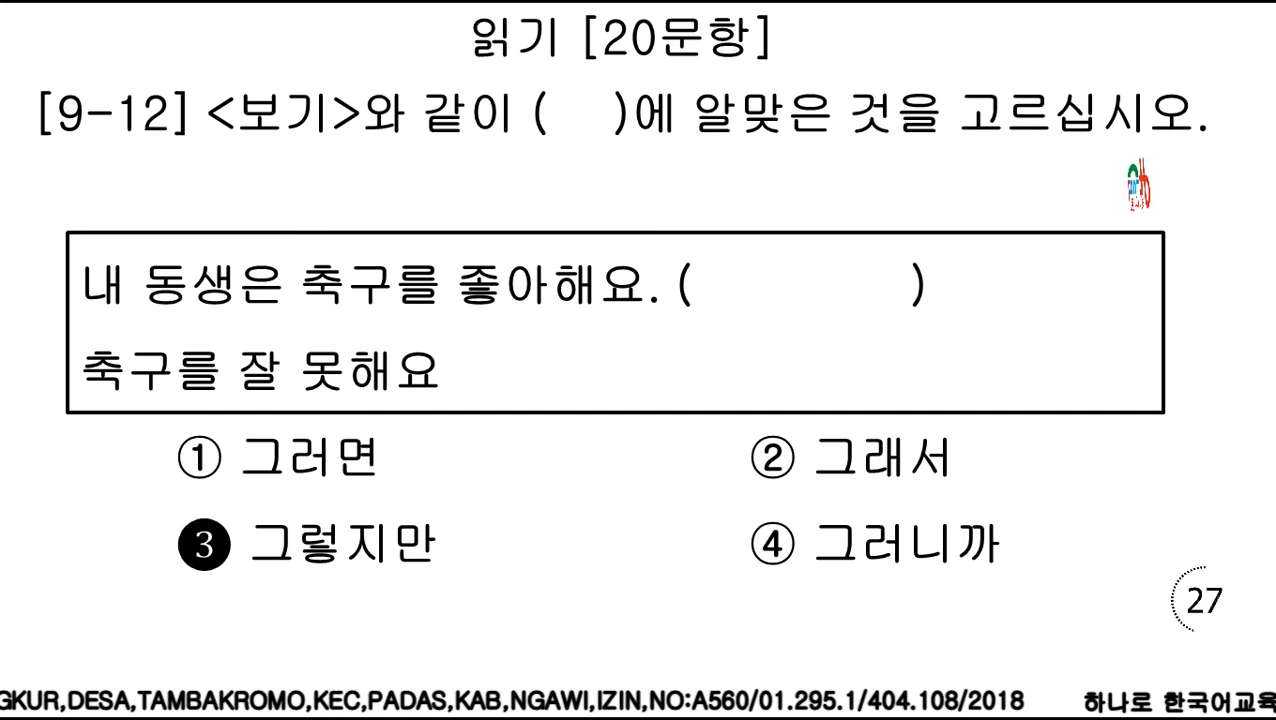 읽기 [20문항]
[9-12] <보기>와 같이 (    )에 알맞은 것을 고르십시오.
내 동생은 축구를 좋아해요. (            )
축구를 잘 못해요
① 그러면 ② 그래서
❸ 그렇지만 ④ 그러니까
27
GKUR,DESA,TAMBAKROMO,KEC,PADAS,KAB,NGAWI,IZIN,NO:A560/01.295.1/404.108/2018 하나로 한국어교육